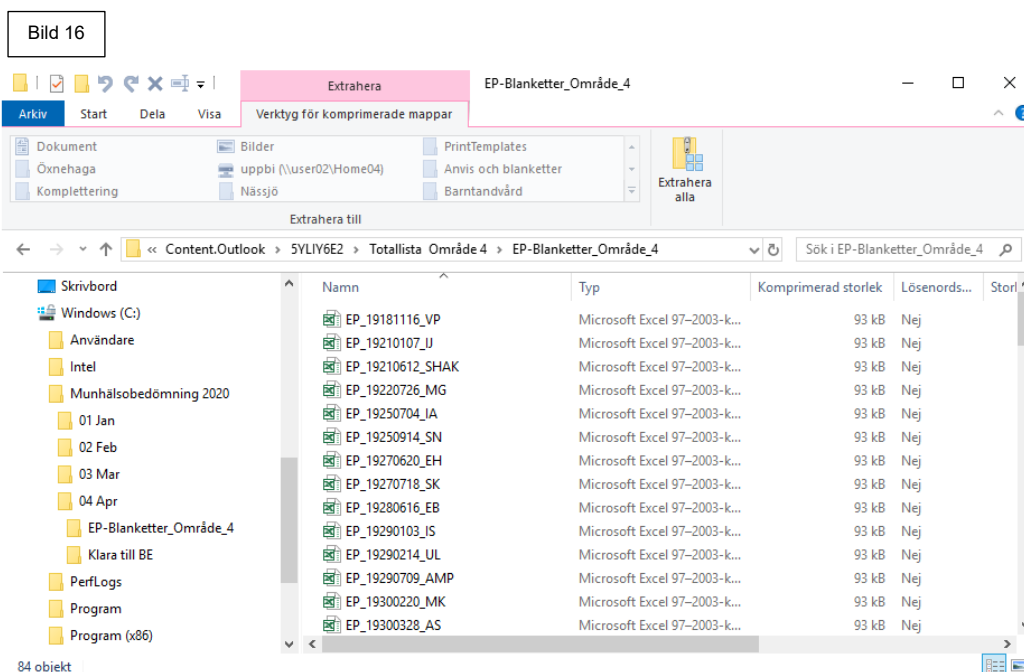 Bild 16
Extrahera EP-Blanketter_Område_4
Arkiv Start Dela Visa Verktyg för komprimerade mappar
Dokument Bilder PrintTemplates
Öxnehaga uppbi (\\user02\Home04) Anvis och blanketter
Komplettering Nässjö Barntandvård
Extrahera alla
Extrahera till
« Content.Outlook › 5YLIY6E2 › Totallista Område 4 › EP-Blanketter_Område_4 Sök i EP-Blanketter_Område_4
Skrivbord
Windows (C:)
Användare
Intel
Munhälsobedömning 2020
01 Jan
02 Feb
03 Mar
04 Apr
EP-Blanketter_Område_4
Klara till BE
PerfLogs
Program
Program (x86)
Namn Typ Komprimerad storlek Lösenords... Storl
EP_19181116_VP Microsoft Excel 97–2003-k... 93 kB Nej
EP_19210107_IJ Microsoft Excel 97–2003-k... 93 kB Nej
EP_19210612_SHAK Microsoft Excel 97–2003-k... 93 kB Nej
EP_19220726_MG Microsoft Excel 97–2003-k... 93 kB Nej
EP_19250704_IA Microsoft Excel 97–2003-k... 93 kB Nej
EP_19250914_SN Microsoft Excel 97–2003-k... 93 kB Nej
EP_19270620_EH Microsoft Excel 97–2003-k... 93 kB Nej
EP_19270718_SK Microsoft Excel 97–2003-k... 93 kB Nej
EP_19280616_EB Microsoft Excel 97–2003-k... 93 kB Nej
EP_19290103_IS Microsoft Excel 97–2003-k... 93 kB Nej
EP_19290214_UL Microsoft Excel 97–2003-k... 93 kB Nej
EP_19290709_AMP Microsoft Excel 97–2003-k... 93 kB Nej
EP_19300220_MK Microsoft Excel 97–2003-k... 93 kB Nej
EP_19300328_AS Microsoft Excel 97–2003-k... 93 kB Nej
84 objekt